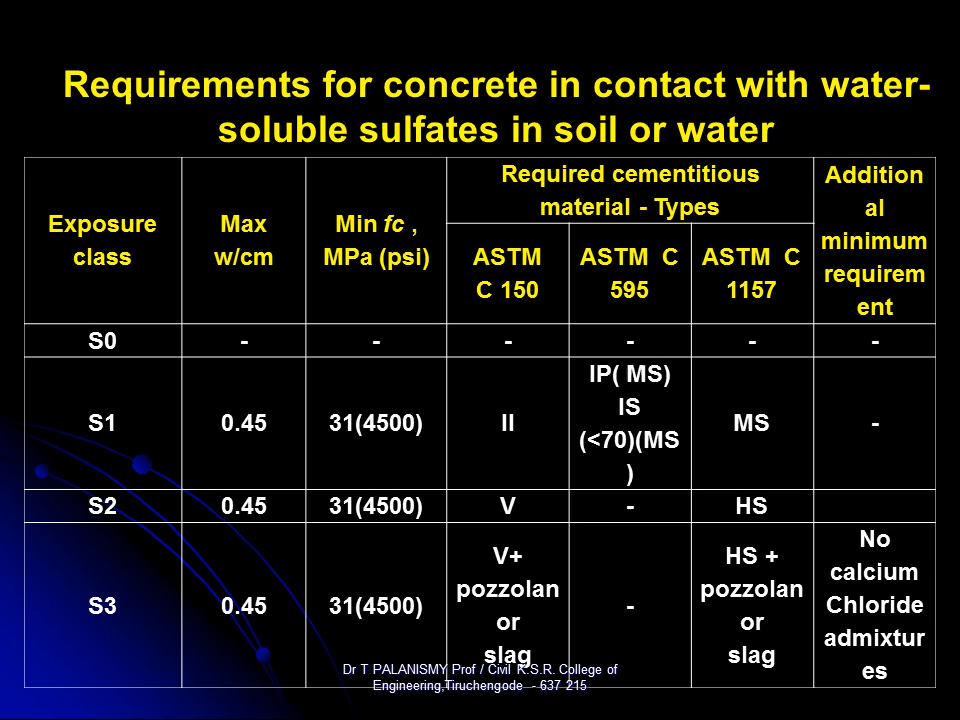 Requirements for concrete in contact with water-
soluble sulfates in soil or water
Exposure
class
Max
w/cm
Min fc ,
MPa (psi)
Required cementitious
material - Types
Addition
al
minimum
requirem
ent
ASTM
C 150
ASTM C
595
ASTM C
1157
S0 - - - - - -
S1 0.45 31(4500) II
IP( MS)
IS
(<70)(MS
)
MS -
S2 0.45 31(4500) V - HS
S3 0.45 31(4500)
V+
pozzolan
or
slag
-
HS +
pozzolan
or
slag
No
calcium
Chloride
admixtur
es
Dr T PALANISMY Prof / Civil K.S.R. College of
Engineering,Tiruchengode - 637 215